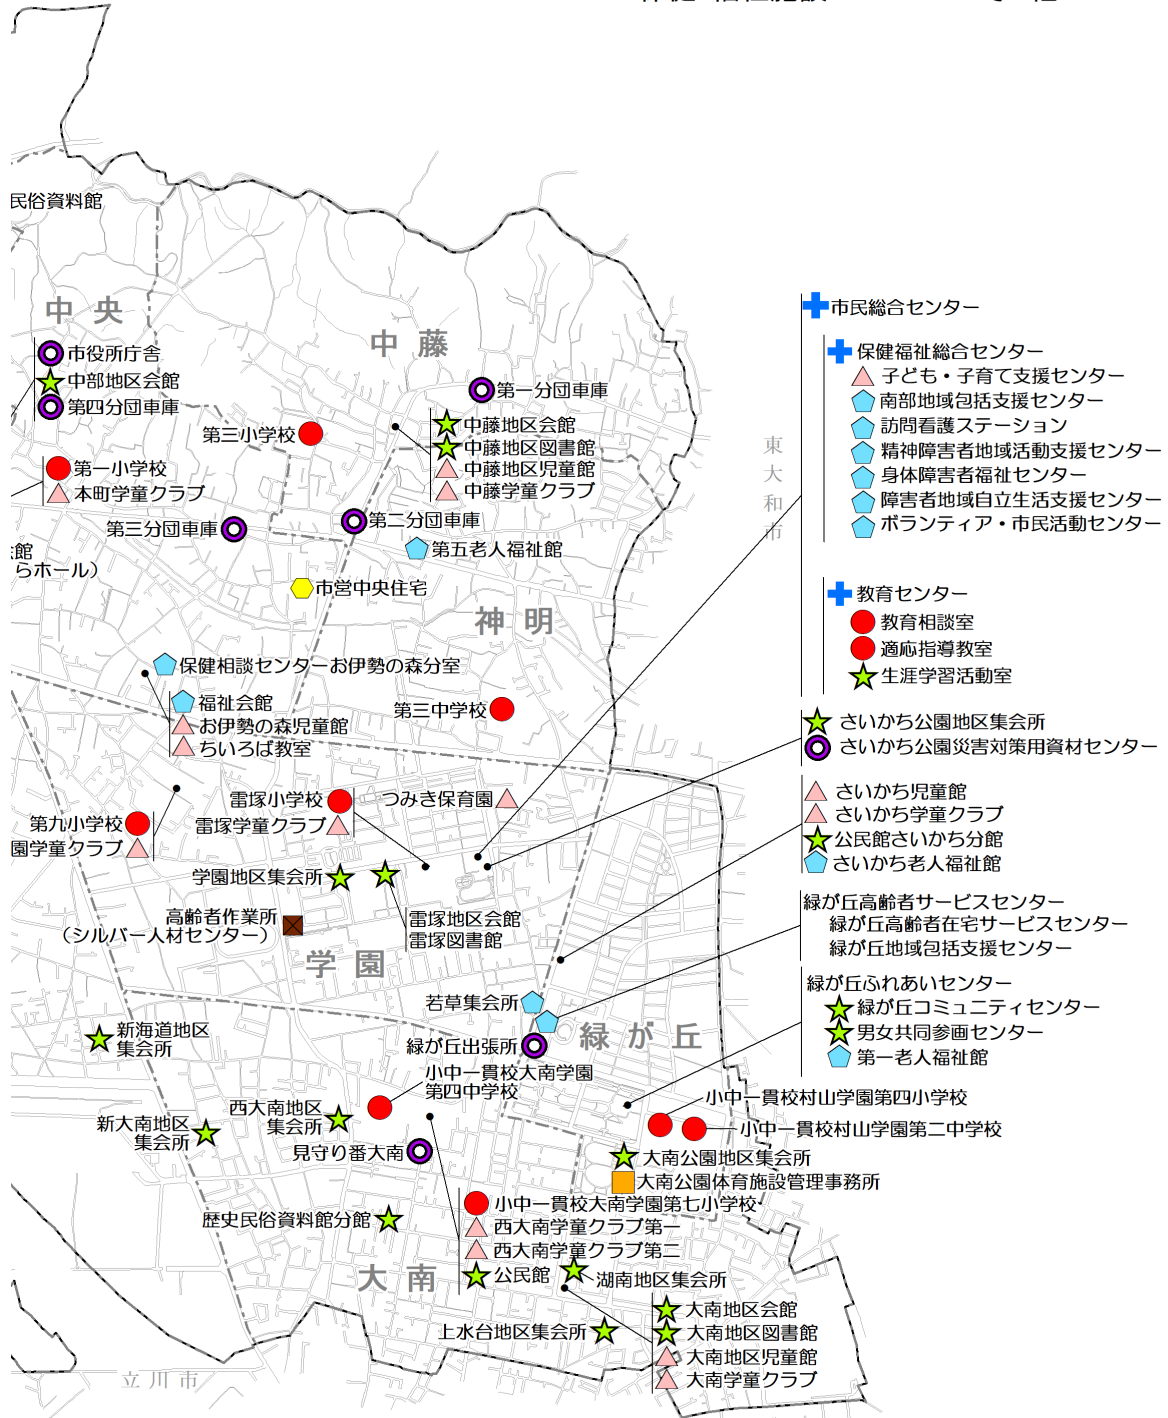 民俗資料館
中央
市役所庁舎
中部地区会館
第四分団車庫
中藤
第一分団車庫
中藤地区会館
中藤地区図書館
中藤地区児童館
中藤学童クラブ
第三小学校
第一小学校
本町学童クラブ
第三分団車庫
第二分団車庫
第五老人福祉館
館
らホール）
市営中央住宅
神明
東大和市
市民総合センター
保健福祉総合センター
子ども・子育て支援センター
南部地域包括支援センター
訪問看護ステーション
精神障害者地域活動支援センター
身体障害者福祉センター
障害者地域自立生活支援センター
ボランティア・市民活動センター
教育センター
教育相談室
適応指導教室
生涯学習活動室
保健相談センターお伊勢の森分室
福祉会館
お伊勢の森児童館
ちいろば教室
第三中学校
さいかち公園地区集会所
さいかち公園災害対策用資材センター
さいかち児童館
さいかち学童クラブ
公民館さいかち分館
さいかち老人福祉館
雷塚小学校
雷塚学童クラブ
つみき保育園
第九小学校
園学童クラブ
学園地区集会所
雷塚地区会館
雷塚図書館
高齢者作業所
（シルバー人材センター）
学園
緑が丘高齢者サービスセンター
緑が丘高齢者在宅サービスセンター
緑が丘地域包括支援センター
緑が丘ふれあいセンター
緑が丘コミュニティセンター
男女共同参画センター
第一老人福祉館
若草集会所
緑が丘
緑が丘出張所
新海道地区
集会所
小中一貫校大南学園
第四中学校
西大南地区
集会所
新大南地区
集会所
見守り番大南
小中一貫校村山学園第四小学校
小中一貫校村山学園第二中学校
大南公園地区集会所
大南公園体育施設管理事務所
小中一貫校大南学園第七小学校
西大南学童クラブ第一
西大南学童クラブ第二
公民館
歴史民俗資料館分館
大南
湖南地区集会所
上水台地区集会所
大南地区会館
大南地区図書館
大南地区児童館
大南学童クラブ
立川市